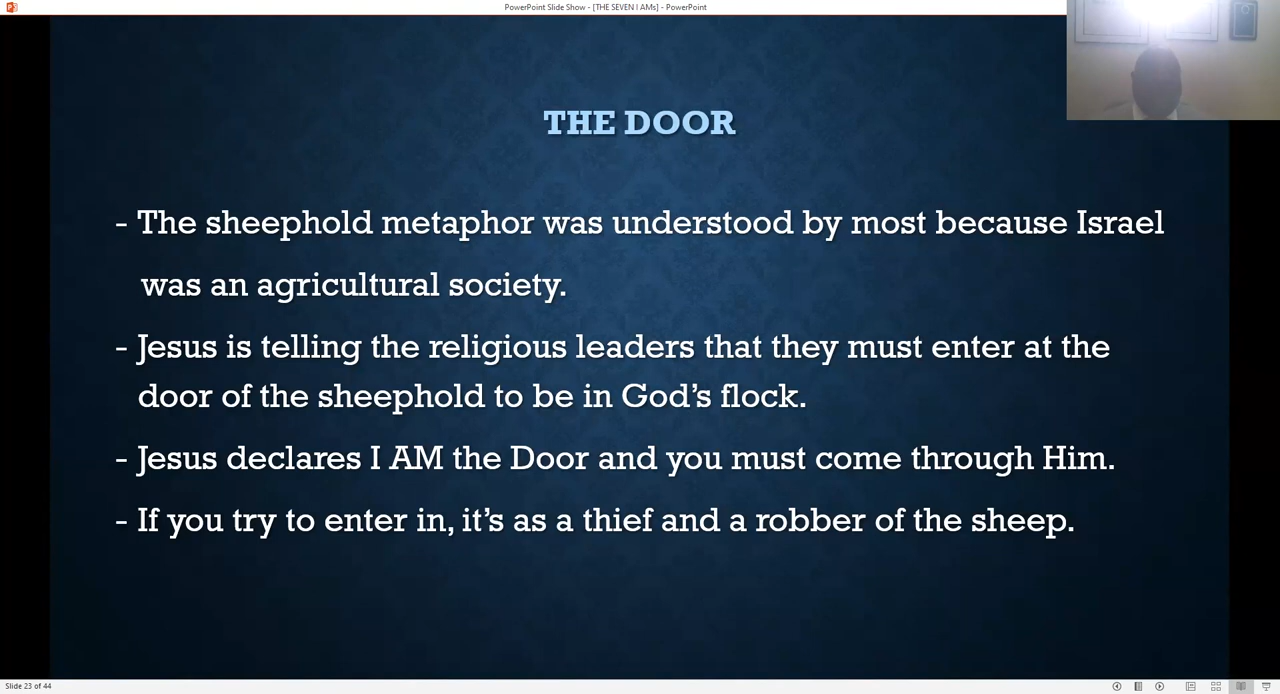 PowerPoint Slide Show - [THE SEVEN I AMs] - PowerPoint
THE DOOR
- The sheephold metaphor was understood by most because Israel
was an agricultural society.
- Jesus is telling the religious leaders that they must enter at the
door of the sheephold to be in God's flock.
- Jesus declares I AM the Door and you must come through Him.
- If you try to enter in, it's as a thief and a robber of the sheep.
Slide 23 of 44